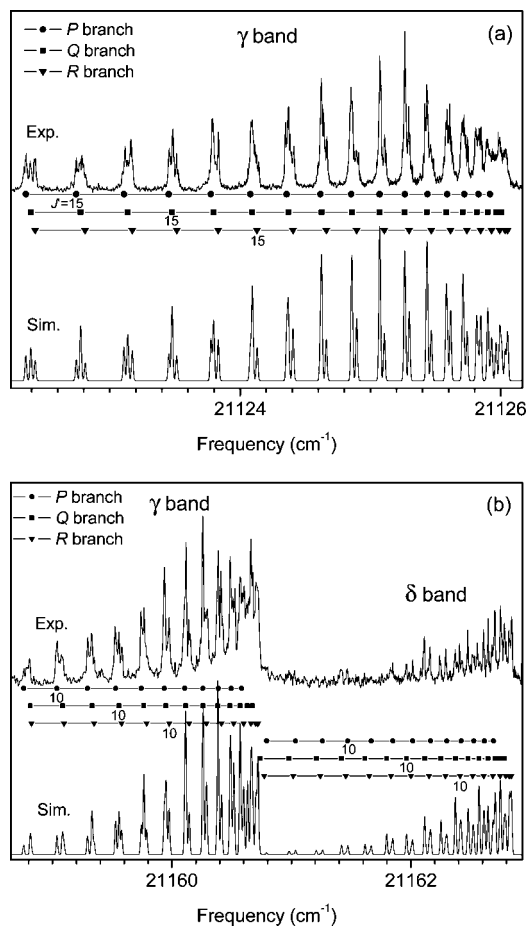 P branch
Q branch
R branch
γ band
(a)
Exp.
J'=15
15
15
Sim.
21124
21126
Frequency (cm-1)
P branch
Q branch
R branch
γ band
(b)
δ band
Exp.
10
10
10
10
10
10
Sim.
21160
21162
Frequency (cm-1)